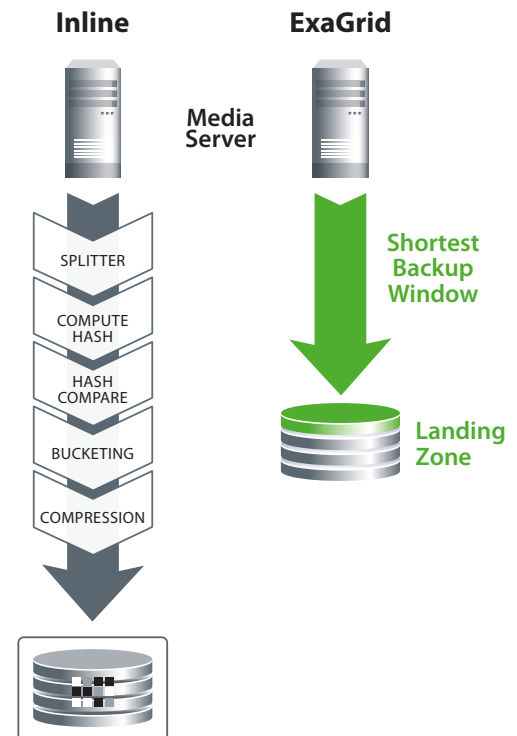 Inline
ExaGrid
Media
Server
SPLITTER
COMPUTE
HASH
HASH
COMPARE
BUCKETING
COMPRESSION
Shortest
Backup
Window
Landing
Zone